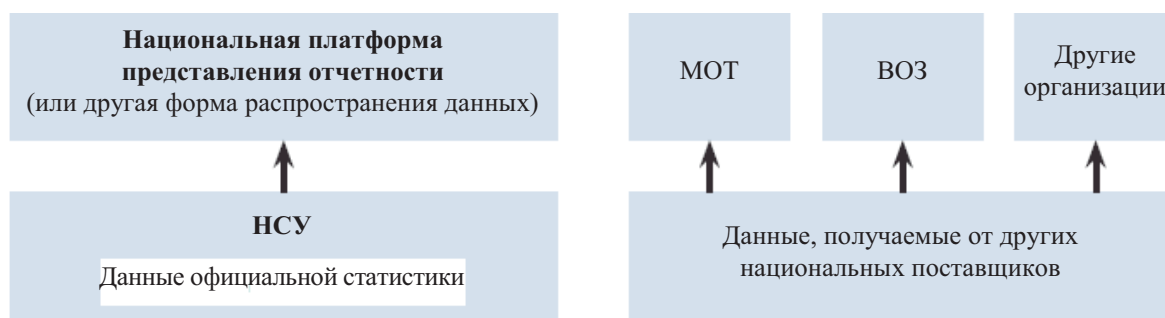 Национальная платформа
представления отчетности
(или другая форма распространения данных)
МОТ
ВОЗ
Другие
организации
НСУ
Данные официальной статистики
Данные, получаемые от других
национальных поставщиков